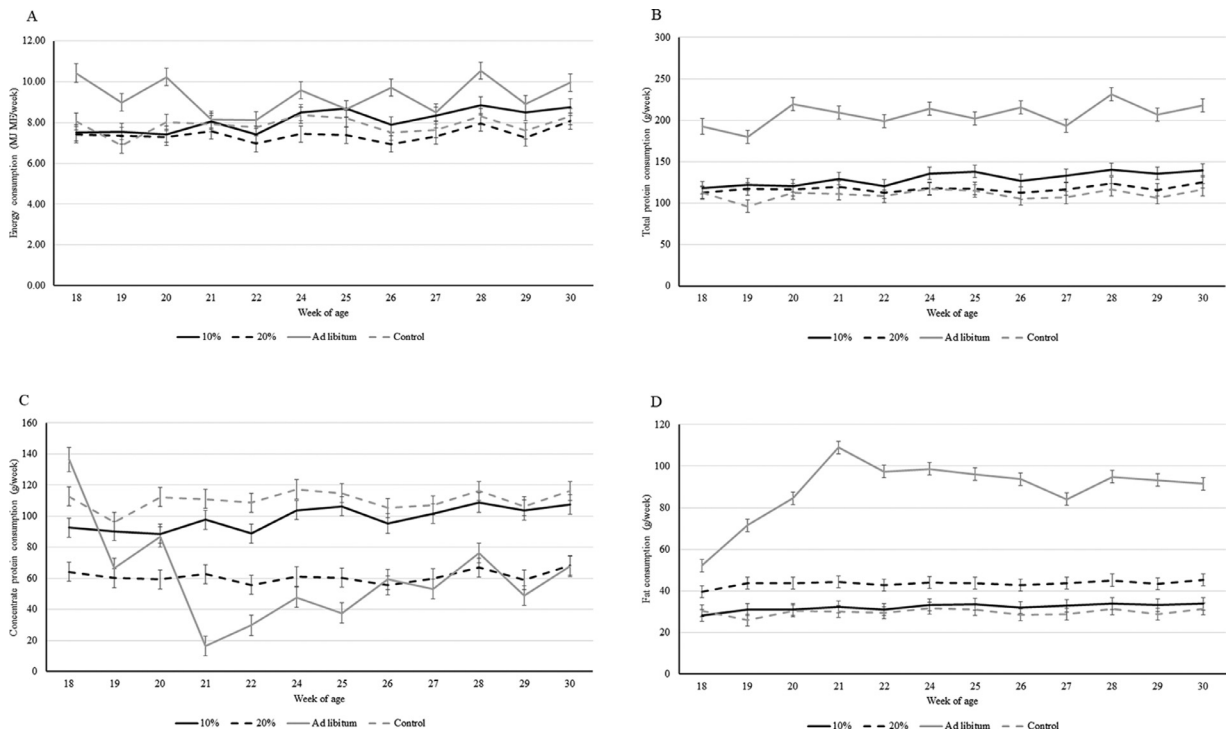 A
Energy consumption (MJ ME/week)
12.00
10.00
8.00
6.00
4.00
2.00
0.00
18 19 20 21 22 24 25 26 27 28 29 30
Week of age
10% 20% Ad libitum Control
B
Total protein consumption (g/week)
300
250
200
150
100
50
0
18 19 20 21 22 24 25 26 27 28 29 30
Week of age
10% 20% Ad libitum Control
C
Concentrate protein consumption (g/week)
160
140
120
100
80
60
40
20
0
18 19 20 21 22 24 25 26 27 28 29 30
Week of age
10% 20% Ad libitum Control
D
Fat consumption (g/week)
120
100
80
60
40
20
0
18 19 20 21 22 24 25 26 27 28 29 30
Week of age
10% 20% Ad libitum Control